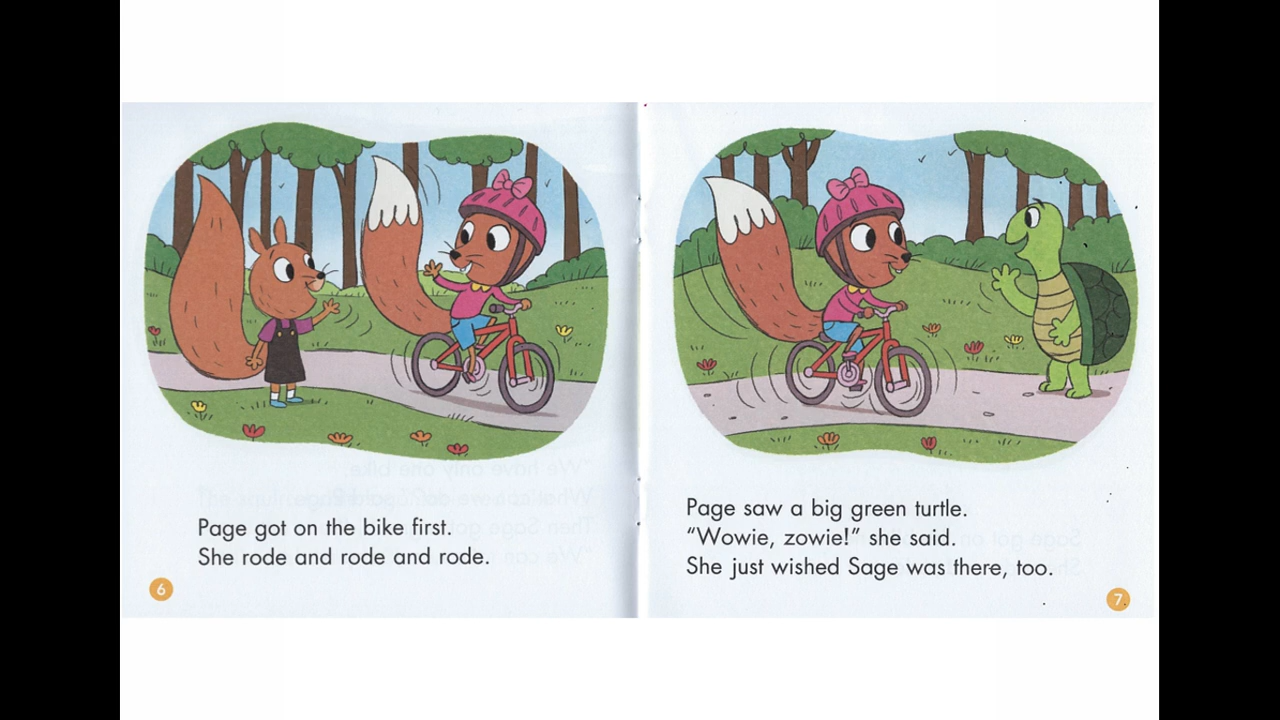 Page got on the bike first.
She rode and rode and rode.
6
Page saw a big green turtle.
“Wowie, zowie!” she said.
She just wished Sage was there, too.
7